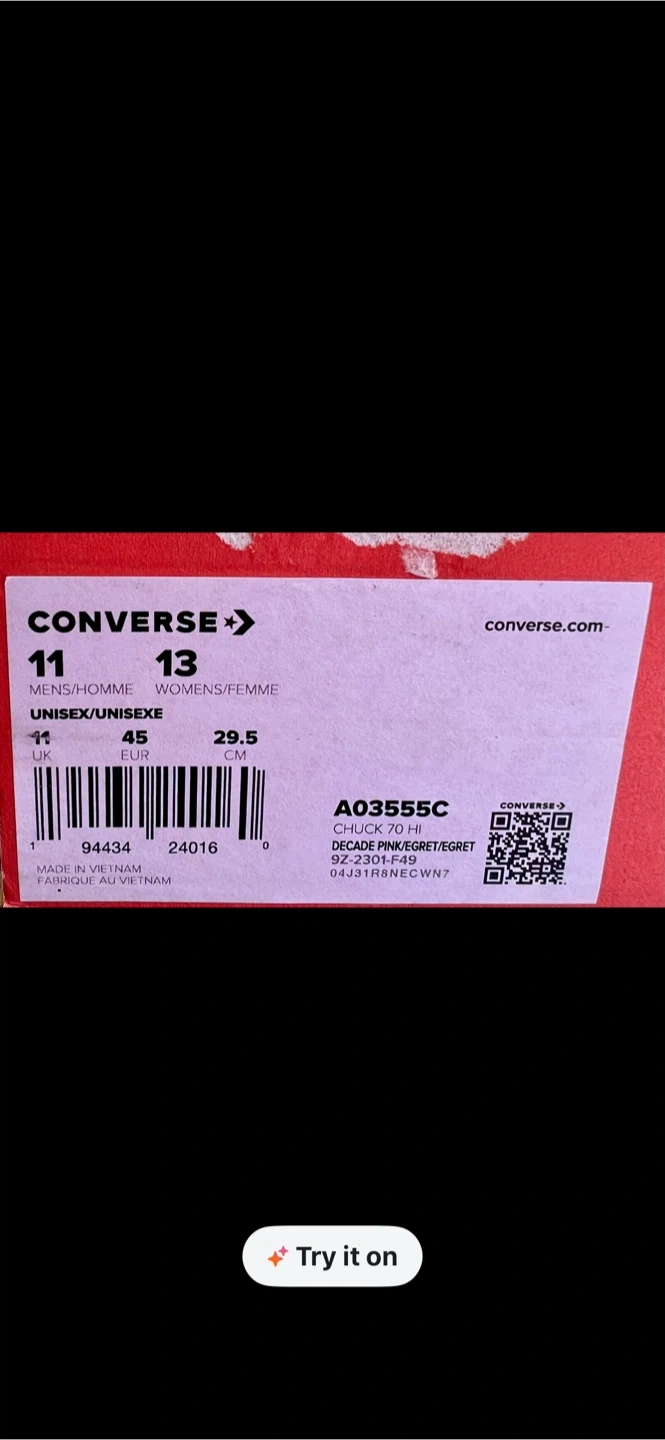 CONVERSE
converse.com
11 13
MENS/HOMME WOMENS/FEMME
UNISEX/UNISEXE
11 45 29.5
UK EUR CM
1 94434 24016 0
MADE IN VIETNAM
FABRIQUE AU VIETNAM
A03555C
CHUCK 70 HI
DECADE PINK/EGRET/EGRET
9Z-2301-F49
04J31R8NECWN7
CONVERSE
Try it on